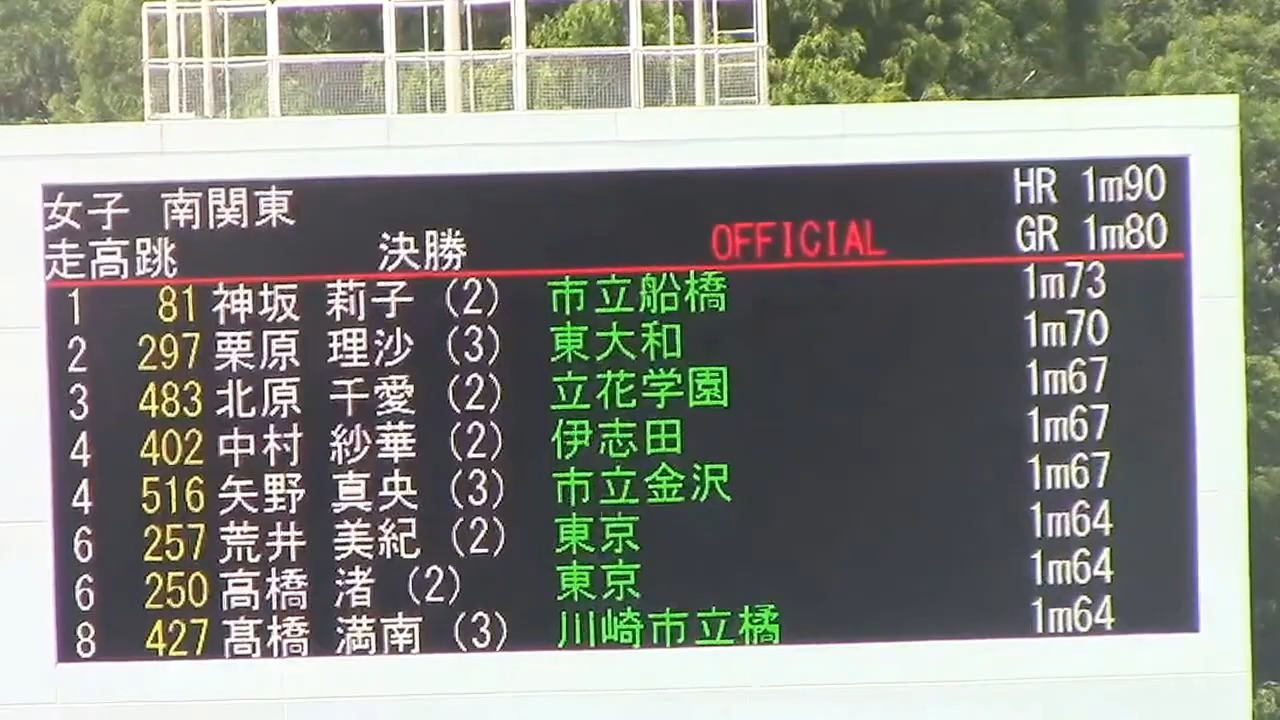 女子 南関東 HR 1m90
走高跳 決勝 OFFICIAL GR 1m80
1 81 神坂 莉子 (2) 市立船橋 1m73
2 297 栗原 理沙 (3) 東大和 1m70
3 483 北原 千愛 (2) 立花学園 1m67
4 402 中村 紗華 (2) 伊志田 1m67
4 516 矢野 真央 (3) 市立金沢 1m67
6 257 荒井 美紀 (2) 東京 1m64
6 250 高橋 渚 (2) 東京 1m64
8 427 髙橋 満南 (3) 川崎市立橘 1m64